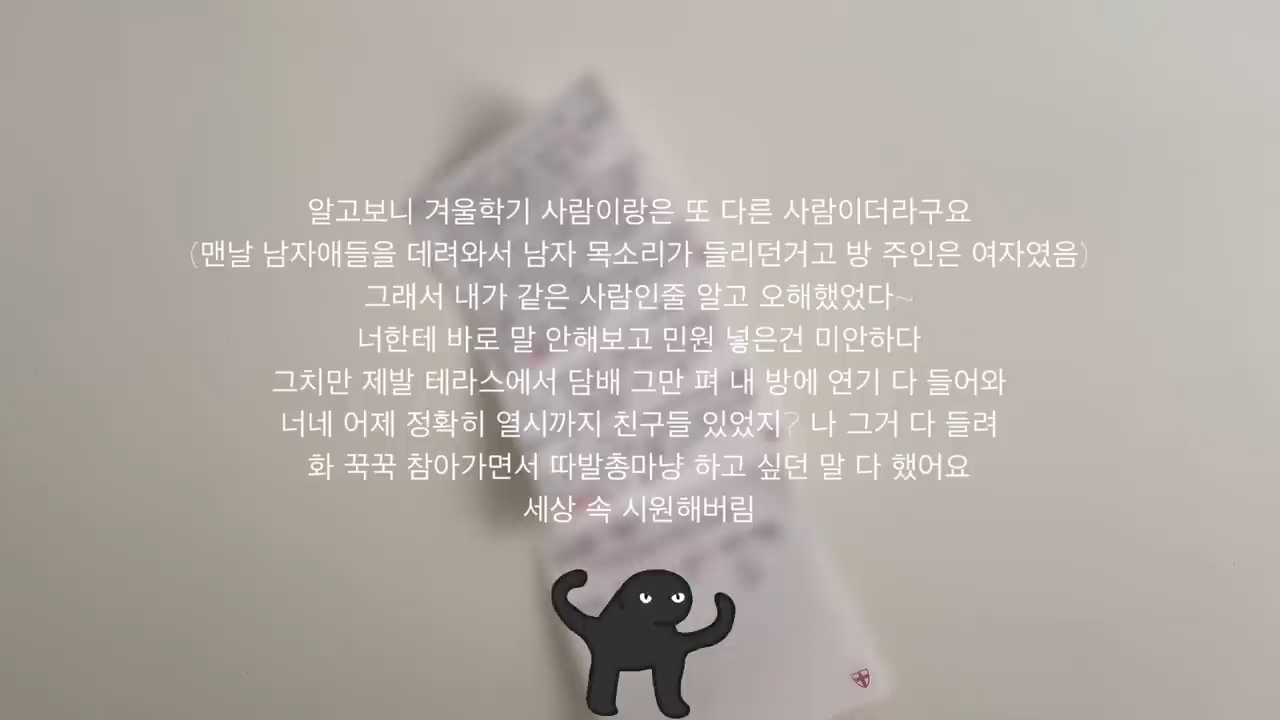 알고보니 겨울학기 사람이랑은 또 다른 사람이더라구요
(맨날 남자애들을 데려와서 남자 목소리가 들리던거고 방 주인은 여자였음)
그래서 내가 같은 사람인줄 알고 오해했었다~
너한테 바로 말 안해보고 민원 넣은건 미안하다
그치만 제발 테라스에서 담배 그만 펴 내 방에 연기 다 들어와
너네 어제 정확히 열시까지 친구들 있었지? 나 그거 다 들려
화 꾹꾹 참아가면서 따발총마냥 하고 싶던 말 다 했어요
세상 속 시원해버림